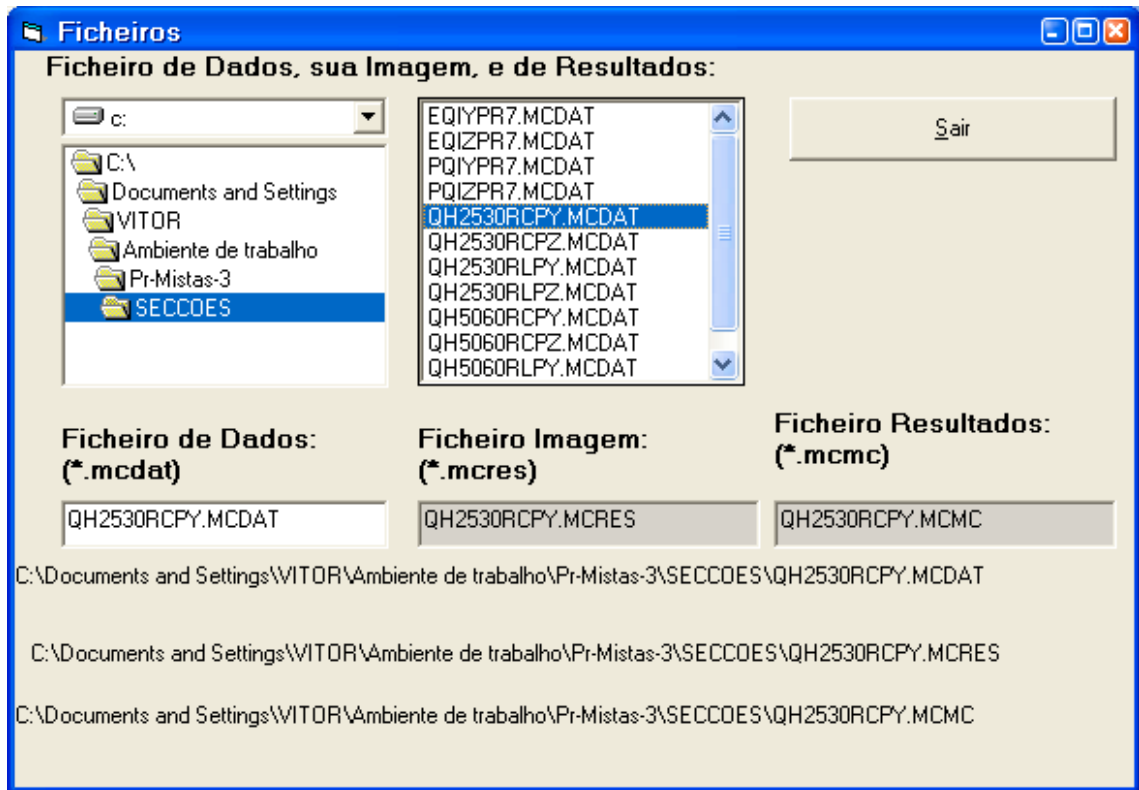 Ficheiros
Ficheiro de Dados, sua Imagem, e de Resultados:
c:
C:\
Documents and Settings
VITOR
Ambiente de trabalho
Pr-Mistas-3
SECCOES
EQIYPR7.MCDAT
EQIZPR7.MCDAT
PQIYPR7.MCDAT
PQIZPR7.MCDAT
QH2530RCPY.MCDAT
QH2530RCPZ.MCDAT
QH2530RLPY.MCDAT
QH2530RLPZ.MCDAT
QH5060RCPY.MCDAT
QH5060RCPZ.MCDAT
QH5060RLPY.MCDAT
Sair
Ficheiro de Dados:
(*.mcdat)
QH2530RCPY.MCDAT
Ficheiro Imagem:
(*.mcres)
QH2530RCPY.MCRES
Ficheiro Resultados:
(*.mcmc)
QH2530RCPY.MCMC
C:\Documents and Settings\VITOR\Ambiente de trabalho\Pr-Mistas-3\SECCOES\QH2530RCPY.MCDAT
C:\Documents and Settings\VITOR\Ambiente de trabalho\Pr-Mistas-3\SECCOES\QH2530RCPY.MCRES
C:\Documents and Settings\VITOR\Ambiente de trabalho\Pr-Mistas-3\SECCOES\QH2530RCPY.MCMC